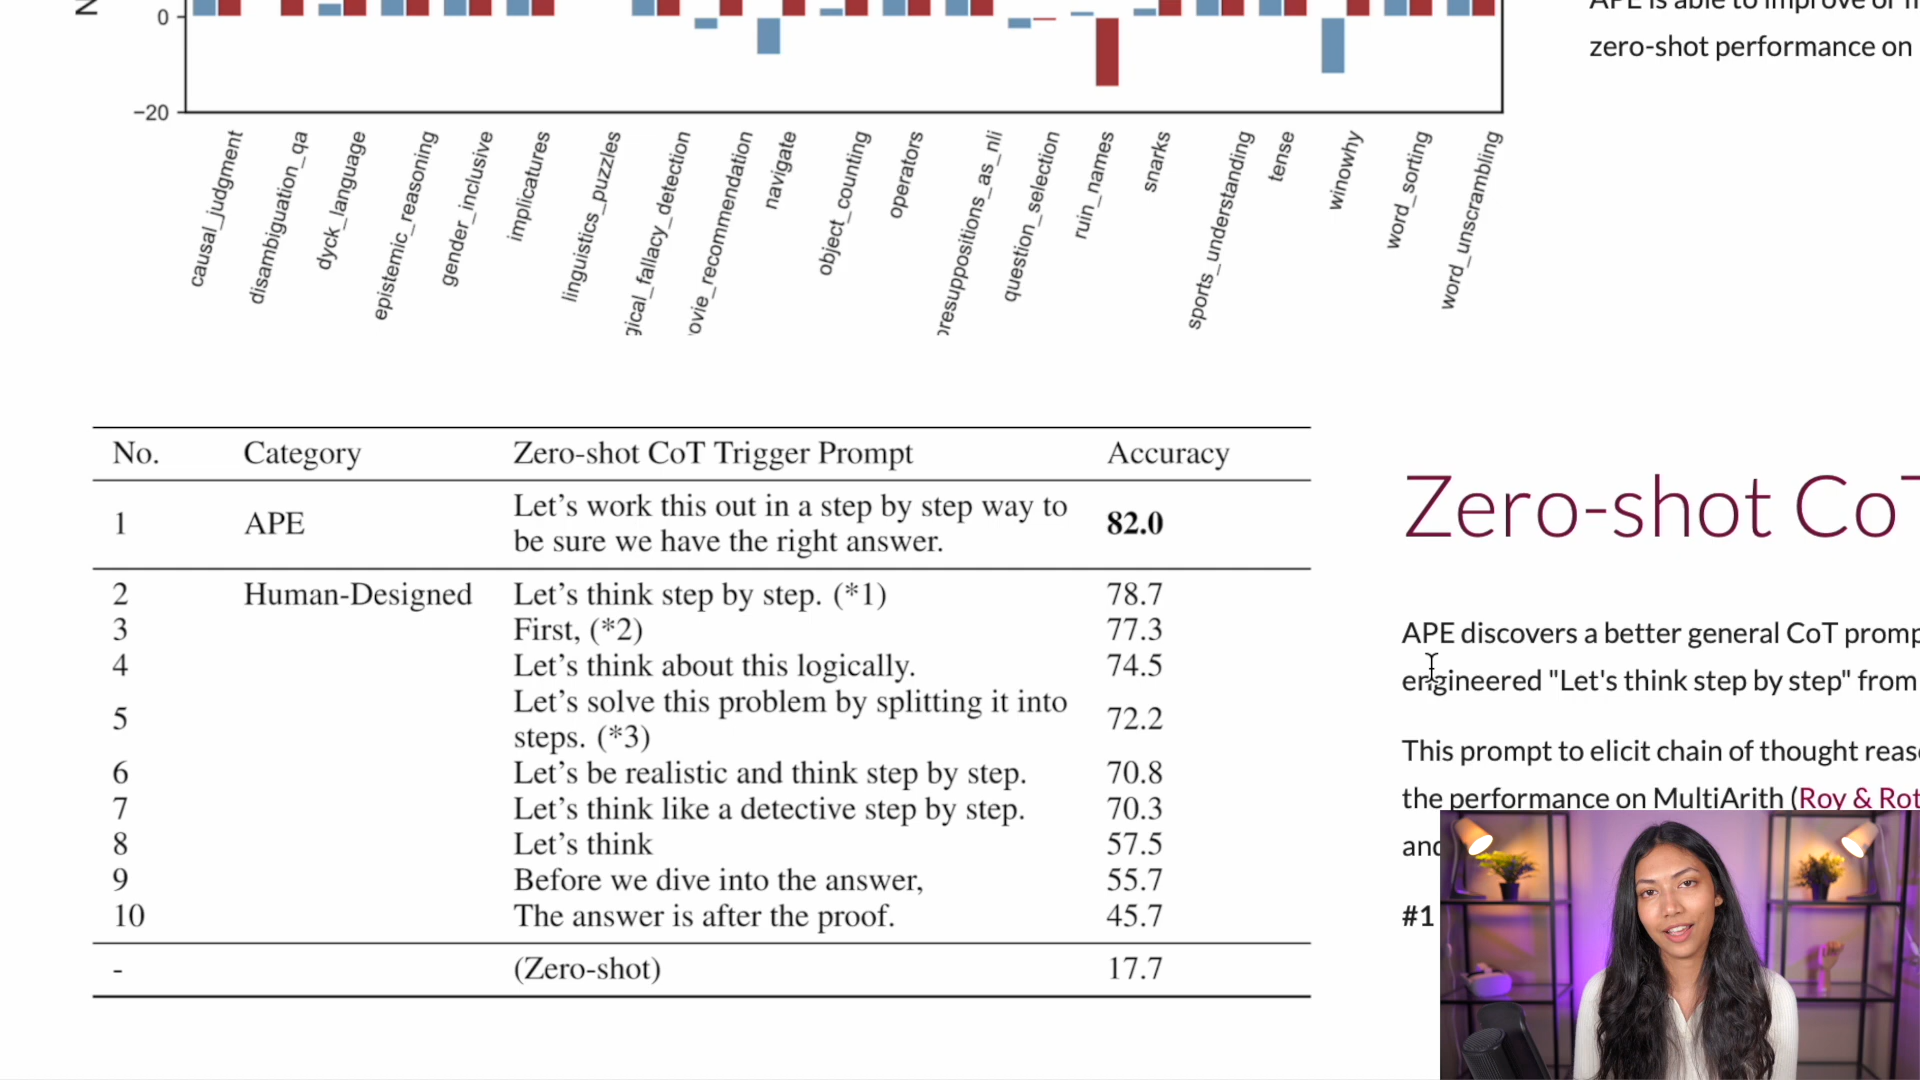 zero-shot performance on
0
−20
causal_judgment
disambiguation_qa
dyck_language
epistemic_reasoning
gender_inclusive
implicatures
linguistics_puzzles
gical_fallacy_detection
ovie_recommendation
navigate
object_counting
operators
presuppositions_as_nli
question_selection
ruin_names
snarks
sports_understanding
tense
winowhy
word_sorting
word_unscrambling
No. Category Zero-shot CoT Trigger Prompt Accuracy
1 APE Let's work this out in a step by step way to
be sure we have the right answer. 82.0
2 Human-Designed Let's think step by step. (*1) 78.7
3 First, (*2) 77.3
4 Let's think about this logically. 74.5
5 Let's solve this problem by splitting it into
steps. (*3) 72.2
6 Let's be realistic and think step by step. 70.8
7 Let's think like a detective step by step. 70.3
8 Let's think 57.5
9 Before we dive into the answer, 55.7
10 The answer is after the proof. 45.7
- (Zero-shot) 17.7
Zero-shot CoT
APE discovers a better general CoT promp
engineered "Let's think step by step" from
This prompt to elicit chain of thought reas
the performance on MultiArith (Roy & Rot
and
#1